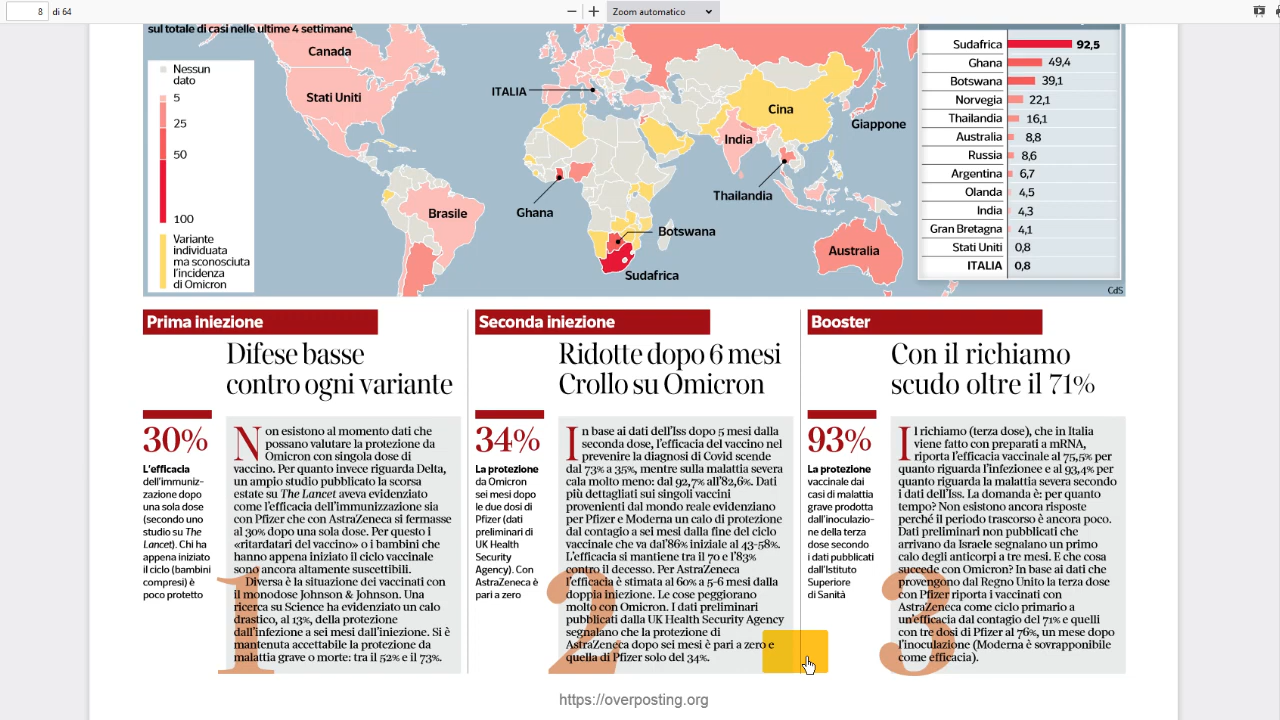 8 di 64
Zoom automatico
sul totale di casi nelle ultime 4 settimane
Nessun
dato
5
25
50
100
Variante
individuata
ma sconosciuta
l'incidenza
di Omicron
Canada
Stati Uniti
ITALIA
Cina
Giappone
India
Thailandia
Ghana
Brasile
Botswana
Australia
Sudafrica
Sudafrica 92,5
Ghana 49,4
Botswana 39,1
Norvegia 22,1
Thailandia 16,1
Australia 8,8
Russia 8,6
Argentina 6,7
Olanda 4,5
India 4,3
Gran Bretagna 4,1
Stati Uniti 0,8
ITALIA 0,8
CdS
Prima iniezione
Difese basse
contro ogni variante
30%
L'efficacia
dell'immuniz-
zazione dopo
una sola dose
(secondo uno
studio su The
Lancet). Chi ha
appena iniziato
il ciclo (bambini
compresi) è
poco protetto
Non esistono al momento dati che
possano valutare la protezione da
Omicron con singola dose di
vaccino. Per quanto invece riguarda Delta,
un ampio studio pubblicato la scorsa
estate su The Lancet aveva evidenziato
come l'efficacia dell'immunizzazione sia
con Pfizer che con AstraZeneca si fermasse
al 30% dopo una sola dose. Per questo i
«ritardati del vaccino» o i bambini che
hanno appena iniziato il ciclo vaccinale
sono ancora altamente suscettibili.
Diversa è la situazione dei vaccinati con
il monodose Johnson & Johnson. Una
ricerca su Science ha evidenziato un calo
drastico, al 13%, della protezione
dall'infezione a sei mesi dall'iniezione. Si è
mantenuta accettabile la protezione da
malattia grave o morte: tra il 52% e il 73%.
1
Seconda iniezione
Ridotte dopo 6 mesi
Crollo su Omicron
34%
La protezione
da Omicron
sei mesi dopo
le due dosi di
Pfizer (dati
preliminari di
UK Health
Security
Agency). Con
AstraZeneca è
pari a zero
In base ai dati dell'Iss dopo 5 mesi dalla
seconda dose, l'efficacia del vaccino nel
prevenire la diagnosi di Covid scende
dal 73% a 35%, mentre sulla malattia severa
cala molto meno: dal 92,7% all'82,6%. Dati
più dettagliati sui singoli vaccini
provenienti dal mondo reale evidenziano
per Pfizer e Moderna un calo di protezione
dal contagio a sei mesi dalla fine del ciclo
vaccinale che va dall'86% iniziale al 43-58%.
L'efficacia si mantiene tra il 70 e l'83%
contro il decesso. Per AstraZeneca
l'efficacia è stimata al 60% a 5-6 mesi dalla
doppia iniezione. Le cose peggiorano
molto con Omicron. I dati preliminari
pubblicati dalla UK Health Security Agency
segnalano che la protezione di
AstraZeneca dopo sei mesi è pari a zero e
quella di Pfizer solo del 34%.
2
Booster
Con il richiamo
scudo oltre il 71%
93%
La protezione
vaccinale dai
casi di malattia
grave prodotta
dall'inoculazio-
ne della terza
dose secondo
i dati pubblicati
dall'Istituto
Superiore
di Sanità
Il richiamo (terza dose), che in Italia
viene fatto con preparati a mRNA,
riporta l'efficacia vaccinale al 75,5% per
quanto riguarda l'infezionee e al 93,4% per
quanto riguarda la malattia severa secondo
i dati dell'Iss. La domanda è: per quanto
tempo? Non esistono ancora risposte
perché il periodo trascorso è ancora poco.
Dati preliminari non pubblicati che
arrivano da Israele segnalano un primo
calo degli anticorpi a tre mesi. E che cosa
succede con Omicron? In base ai dati che
provengono dal Regno Unito la terza dose
con Pfizer riporta i vaccinati con
AstraZeneca come ciclo primario a
un'efficacia dal contagio del 71% e quelli
con tre dosi di Pfizer al 76%, un mese dopo
l'inoculazione (Moderna è sovrapponibile
come efficacia).
3
https://overposting.org